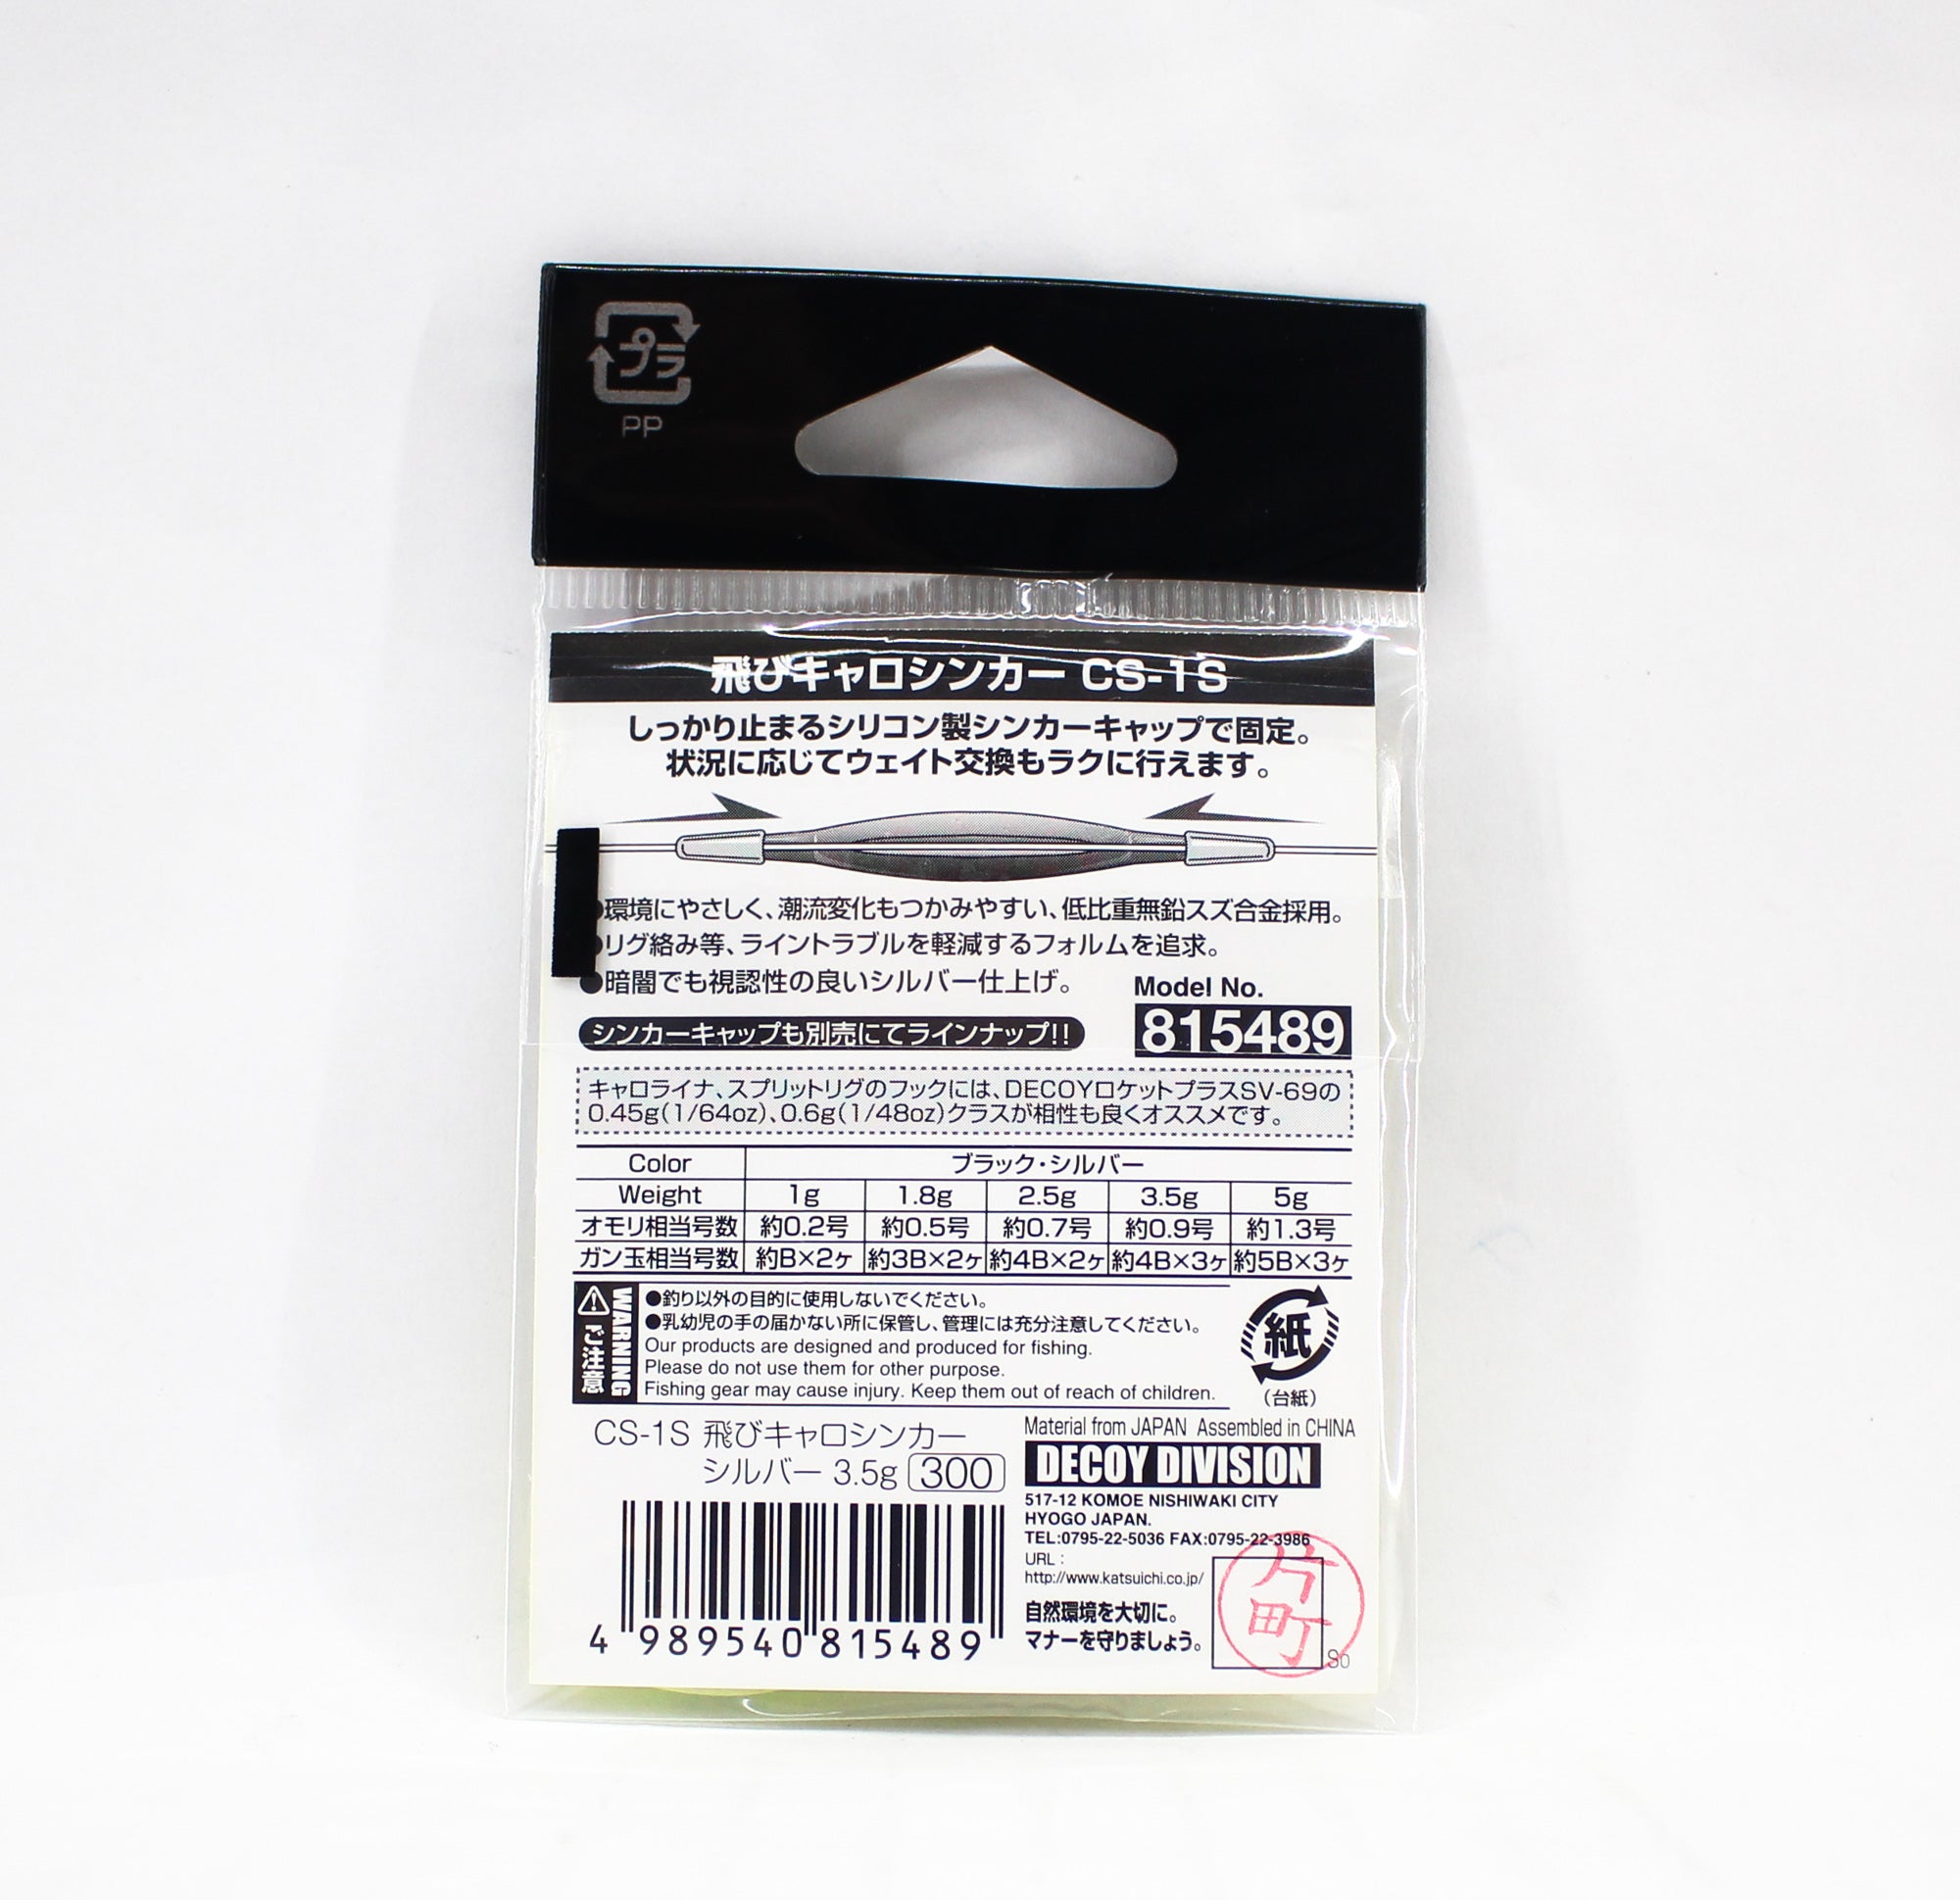 プラ
PP
飛びキャロシンカー CS-1S
しっかり止まるシリコン製シンカーキャップで固定。
状況に応じてウェイト交換もラクに行えます。
●環境にやさしく、潮流変化もつかみやすい、低比重無鉛スズ合金採用。
●リグ絡み等、ライントラブルを軽減するフォルムを追求。
●暗闇でも視認性の良いシルバー仕上げ。
Model No.
815489
シンカーキャップも別売にてラインナップ!!
キャロライナ、スプリットリグのフックには、DECOYロケットプラスSV-69の
0.45g(1/64oz)、0.6g(1/48oz)クラスが相性も良くオススメです。
Color ブラック・シルバー
Weight 1g 1.8g 2.5g 3.5g 5g
オモリ相当号数 約0.2号 約0.5号 約0.7号 約0.9号 約1.3号
ガン玉相当号数 約B×2ヶ 約3B×2ヶ 約4B×2ヶ 約4B×3ヶ 約5B×3ヶ
WARNING
ご注意
●釣り以外の目的に使用しないでください。
●乳幼児の手の届かない所に保管し、管理には充分注意してください。
Our products are designed and produced for fishing.
Please do not use them for other purpose.
Fishing gear may cause injury. Keep them out of reach of children.
紙
(台紙)
CS-1S 飛びキャロシンカー
シルバー 3.5g 300
4 989540 815489
Material from JAPAN Assembled in CHINA
DECOY DIVISION
517-12 KOMOE NISHIWAKI CITY
HYOGO JAPAN.
TEL:0795-22-5036 FAX:0795-22-3986
URL :
http://www.katsuichi.co.jp/
自然環境を大切に。
マナーを守りましょう。
片町
So